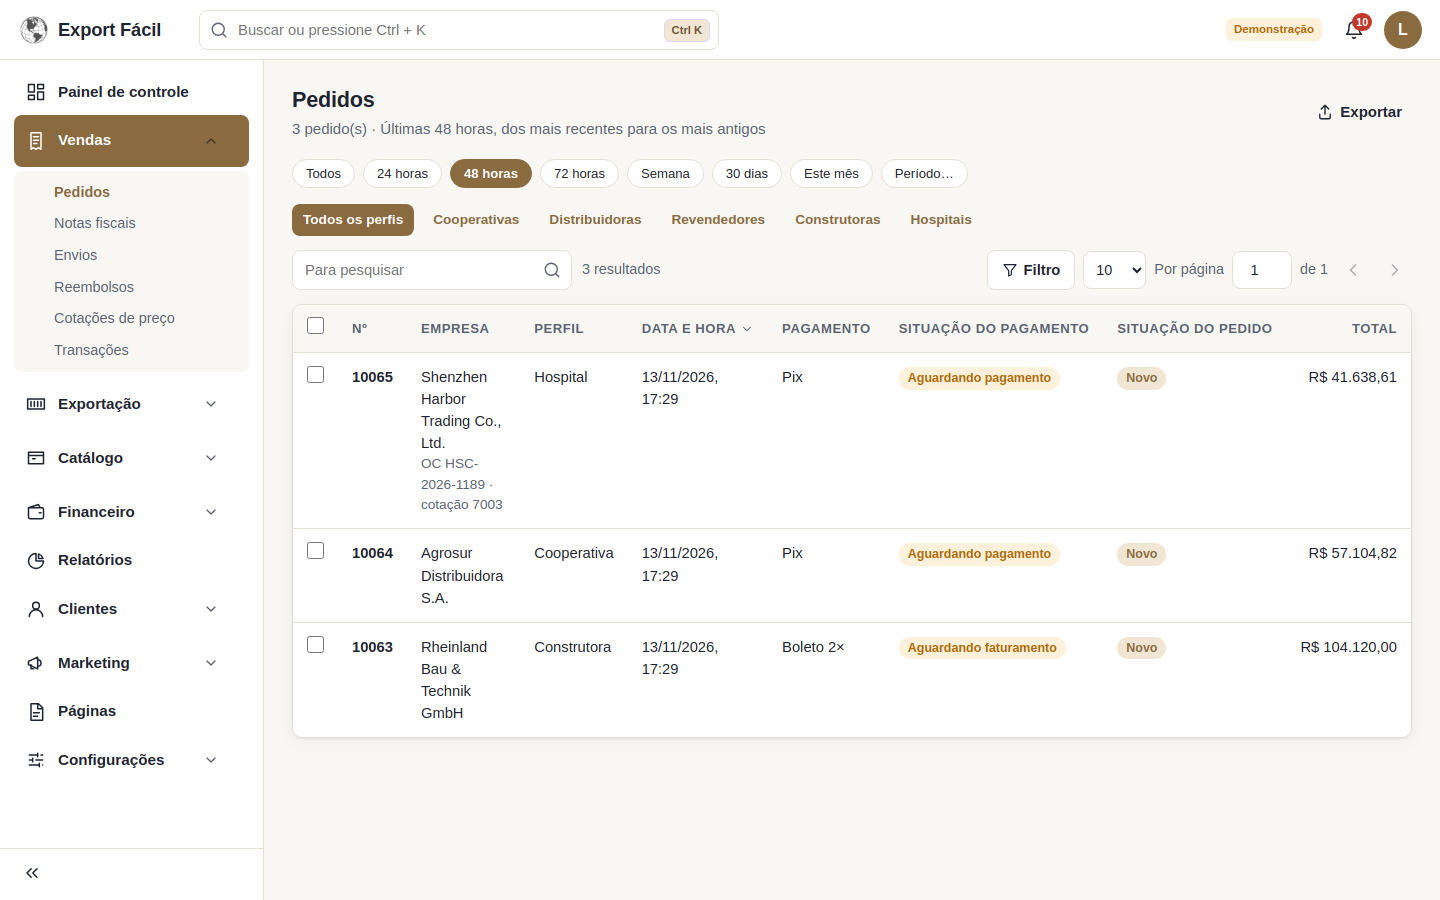 Export Fácil
Buscar ou pressione Ctrl + K
Ctrl K
Demonstração
10
L
Painel de controle
Vendas
Pedidos
Notas fiscais
Envios
Reembolsos
Cotações de preço
Transações
Exportação
Catálogo
Financeiro
Relatórios
Clientes
Marketing
Páginas
Configurações
Pedidos
3 pedido(s) · Últimas 48 horas, dos mais recentes para os mais antigos
Exportar
Todos
24 horas
48 horas
72 horas
Semana
30 dias
Este mês
Período…
Todos os perfis
Cooperativas
Distribuidoras
Revendedores
Construtoras
Hospitais
Para pesquisar
3 resultados
Filtro
10
Por página
1
de 1
Nº
EMPRESA
PERFIL
DATA E HORA
PAGAMENTO
SITUAÇÃO DO PAGAMENTO
SITUAÇÃO DO PEDIDO
TOTAL
10065
Shenzhen
Harbor
Trading Co.,
Ltd.
OC HSC-
2026-1189 ·
cotação 7003
Hospital
13/11/2026,
17:29
Pix
Aguardando pagamento
Novo
R$ 41.638,61
10064
Agrosur
Distribuidora
S.A.
Cooperativa
13/11/2026,
17:29
Pix
Aguardando pagamento
Novo
R$ 57.104,82
10063
Rheinland
Bau &
Technik
GmbH
Construtora
13/11/2026,
17:29
Boleto 2×
Aguardando faturamento
Novo
R$ 104.120,00